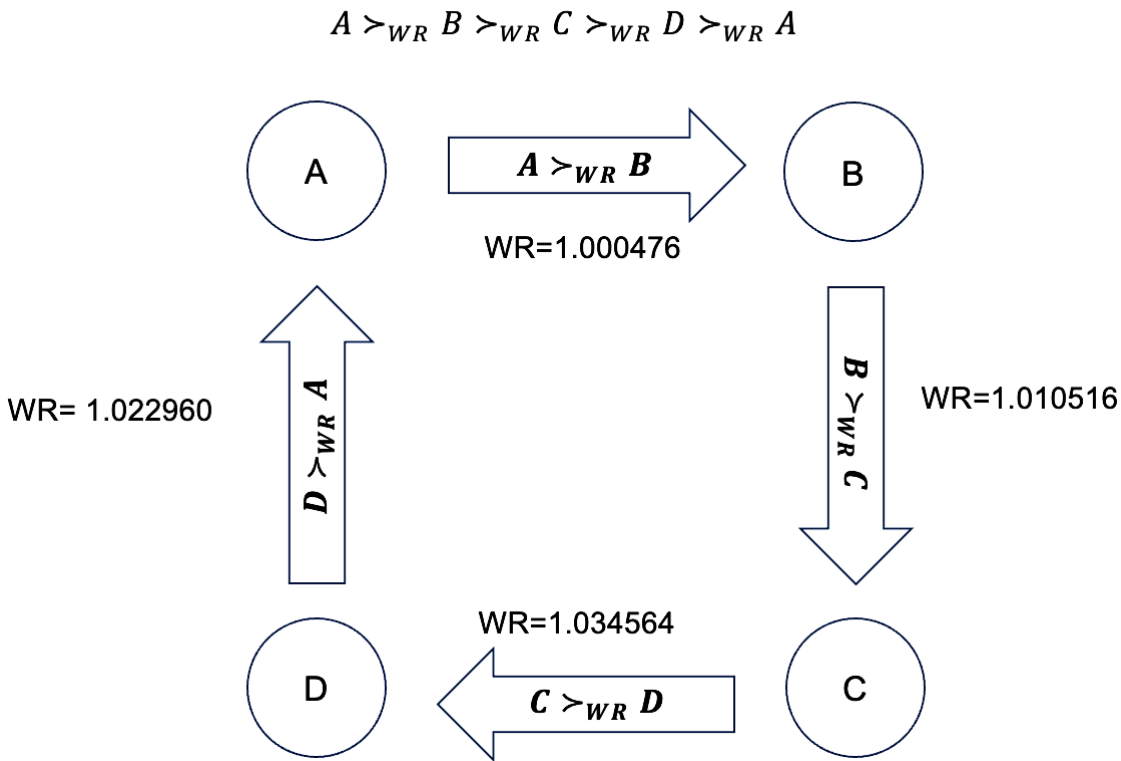 A ≻WR B ≻WR C ≻WR D ≻WR A
A
A ≻WR B
B
WR=1.000476
WR= 1.022960
D ≻WR A
B ≻WR C
WR=1.010516
WR=1.034564
D
C ≻WR D
C